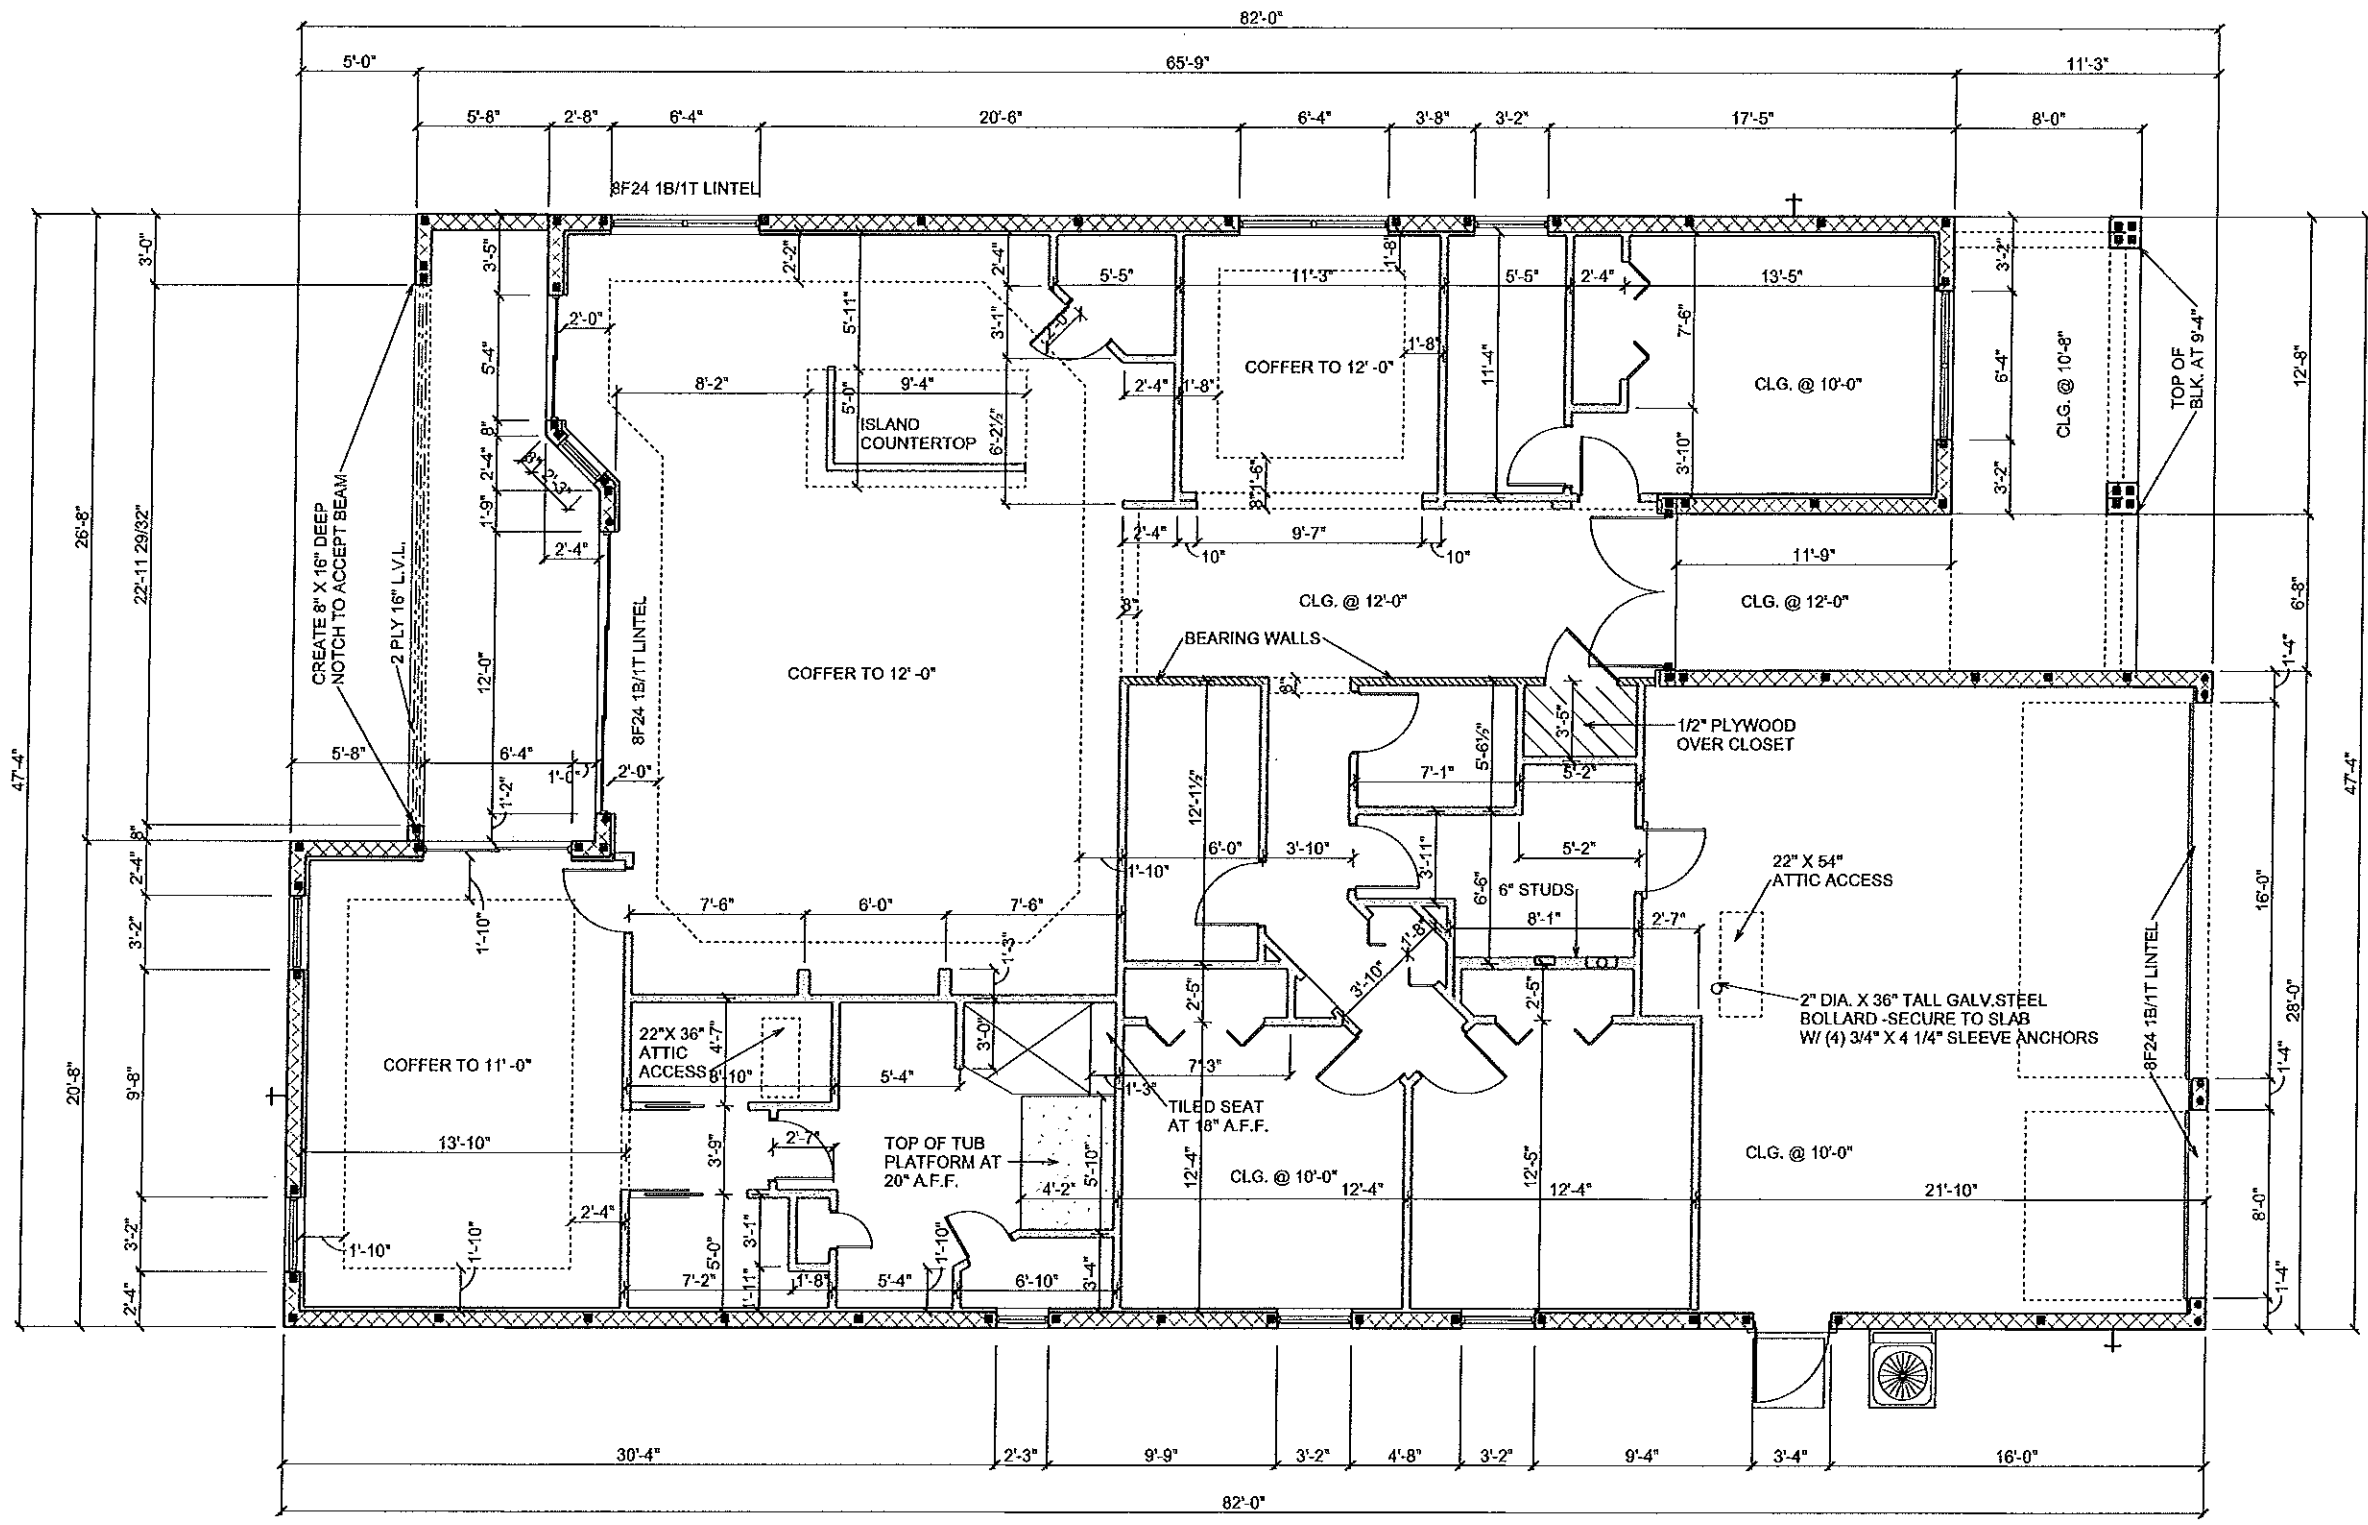 82'-0"
5'-0" 65'-9" 11'-3"
5'-8" 2'-8" 6'-4" 20'-6" 6'-4" 3'-8" 3'-2" 17'-5" 8'-0"
8F24 1B/1T LINTEL
3'-0"
3'-5"
2'-2"
2'-4"
1'-8"
3'-2"
5'-5" 11'-3" 5'-5" 2'-4" 13'-5"
2'-0"
5'-11"
3'-1"
2'-0"
7'-6"
5'-4"
1'-8"
COFFER TO 12'-0"
11'-4"
CLG. @ 10'-0"
6'-4"
CLG. @ 10'-8"
TOP OF
BLK. AT 9'-4"
12'-8"
8'-2" 9'-4"
2'-4" 1'-8"
5'-0"
ISLAND
COUNTERTOP
6'-2½"
8"
2'-4"
8"
2'-3"
1'-9"
2'-4"
3'-10"
3'-2"
8" 1'-6"
26'-8"
22'-11 29/32"
CREATE 8" X 16" DEEP
NOTCH TO ACCEPT BEAM
2 PLY 16" L.V.L.
2'-4" 9'-7"
10" 10"
11'-9"
8"
CLG. @ 12'-0"
CLG. @ 12'-0"
6'-8"
BEARING WALLS
1'-4"
8F24 1B/1T LINTEL
12'-0"
COFFER TO 12'-0"
8"
3'-5"
1/2" PLYWOOD
OVER CLOSET
47'-4"
47'-4"
5'-8" 6'-4"
1'-0"
2'-0"
1'-2"
5'-6½"
7'-1" 5'-2"
12'-1½"
8"
2'-4"
6'-0" 3'-10"
1'-10"
3'-11"
5'-2"
22" X 54"
ATTIC ACCESS
16'-0"
6'-6"
6" STUDS
7'-6" 6'-0" 7'-6"
8'-1" 2'-7"
1'-8"
1'-10"
3'-2"
1'-3"
8F24 1B/1T LINTEL
3'-10"
2'-5"
2'-5"
2" DIA. X 36" TALL GALV.STEEL
BOLLARD -SECURE TO SLAB
W/ (4) 3/4" X 4 1/4" SLEEVE ANCHORS
28'-0"
22"X 36"
ATTIC
ACCESS
4'-7"
3'-0"
COFFER TO 11'-0"
8'-10" 5'-4"
7'-3"
1'-3"
1'-4"
20'-8"
9'-8"
TILED SEAT
AT 18" A.F.F.
13'-10"
3'-9"
2'-7"
TOP OF TUB
PLATFORM AT
20" A.F.F.
5'-10"
4'-2"
12'-4"
CLG. @ 10'-0"
12'-4"
12'-5"
12'-4"
CLG. @ 10'-0"
21'-10"
8'-0"
2'-4"
3'-2"
1'-10"
1'-10"
5'-0"
3'-1"
1'-10"
7'-2" 1'-8" 5'-4" 6'-10"
1'-11"
3'-4"
2'-4"
1'-4"
30'-4" 2'-3" 9'-9" 3'-2" 4'-8" 3'-2" 9'-4" 3'-4" 16'-0"
82'-0"